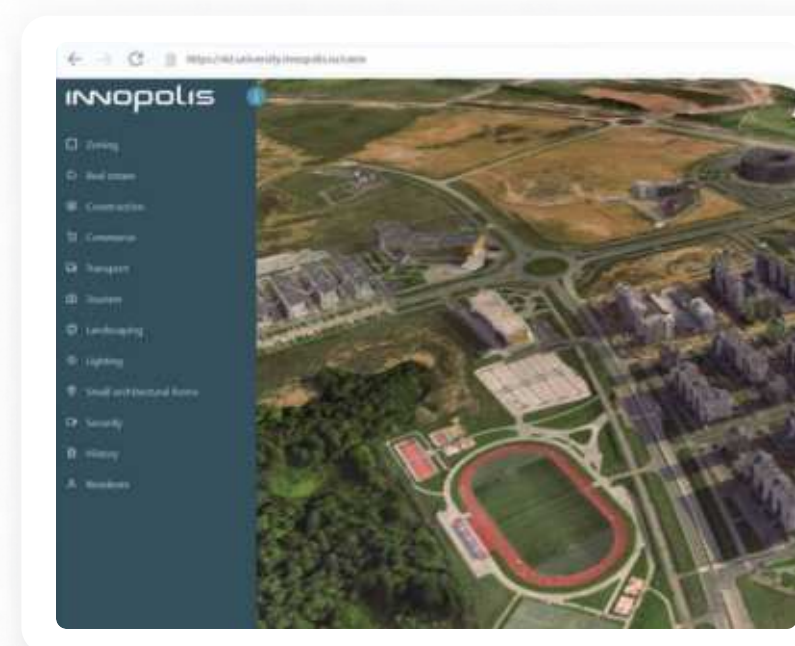 INNOPOLIS
Zoning
Real estate
Construction
Commerce
Transport
Tourism
Landscaping
Lighting
Small architectural forms
Security
History
Residents